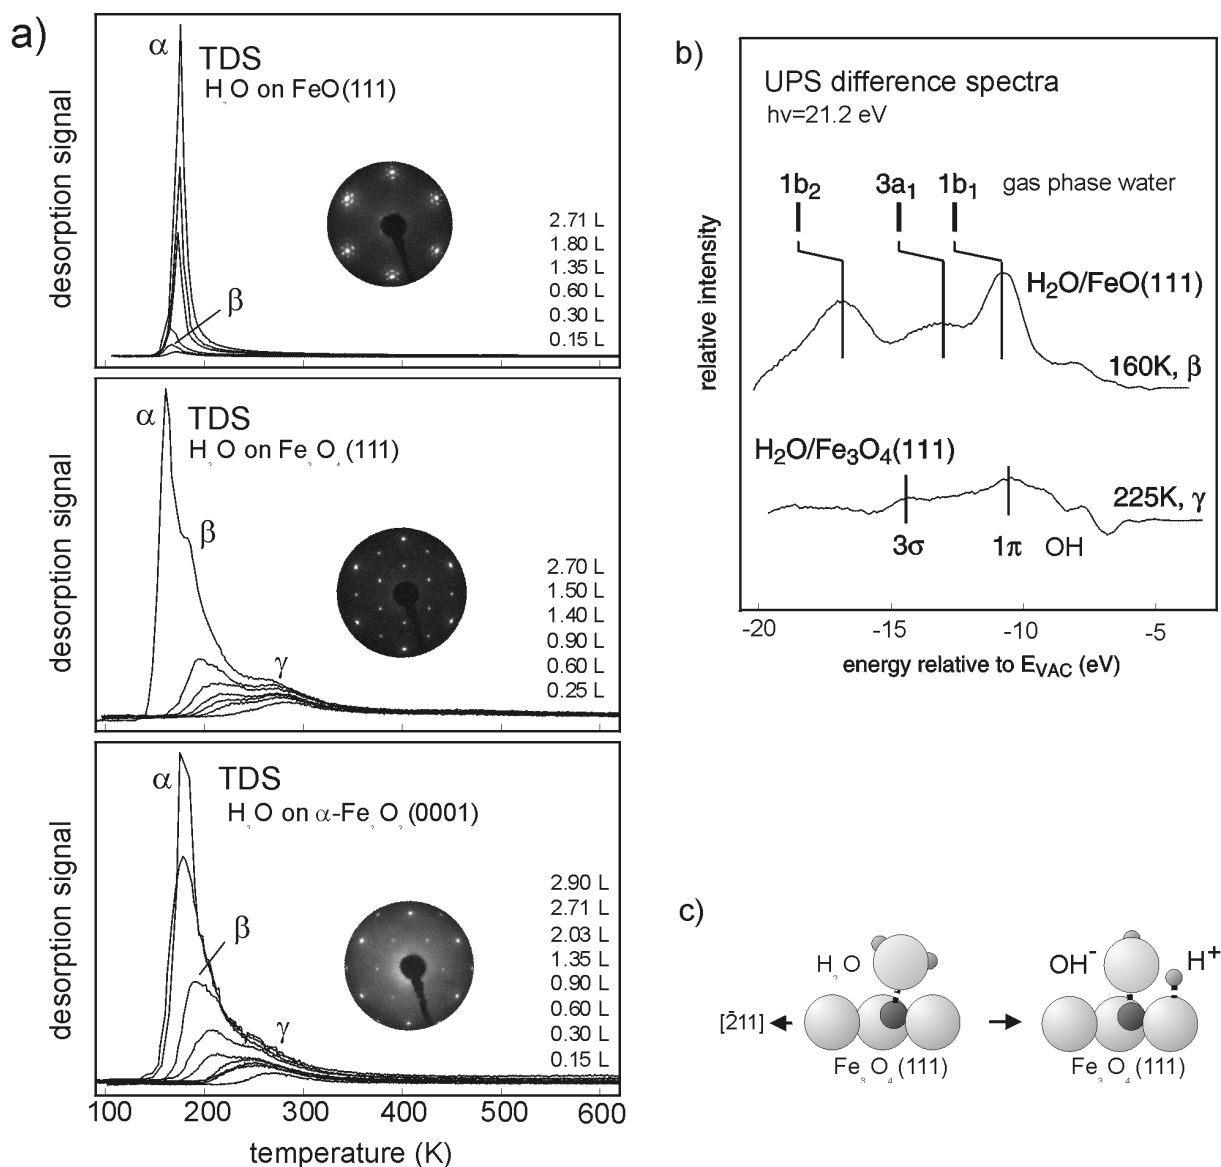 a)
α
TDS
H₂O on FeO(111)
desorption signal
β
2.71 L
1.80 L
1.35 L
0.60 L
0.30 L
0.15 L
α
TDS
H₂O on Fe₃O₄(111)
desorption signal
β
γ
2.70 L
1.50 L
1.40 L
0.90 L
0.60 L
0.25 L
α
TDS
H₂O on α-Fe₂O₃(0001)
desorption signal
β
γ
2.90 L
2.71 L
2.03 L
1.35 L
0.90 L
0.60 L
0.30 L
0.15 L
100 200 300 400 500 600
temperature (K)
b)
UPS difference spectra
hν=21.2 eV
1b₂ 3a₁ 1b₁ gas phase water
H₂O/FeO(111)
160K, β
H₂O/Fe₃O₄(111)
225K, γ
3σ 1π OH
relative intensity
-20 -15 -10 -5
energy relative to E_VAC (eV)
c)
H₂O OH⁻ H⁺
[2̄11]
Fe₃O₄(111) Fe₃O₄(111)